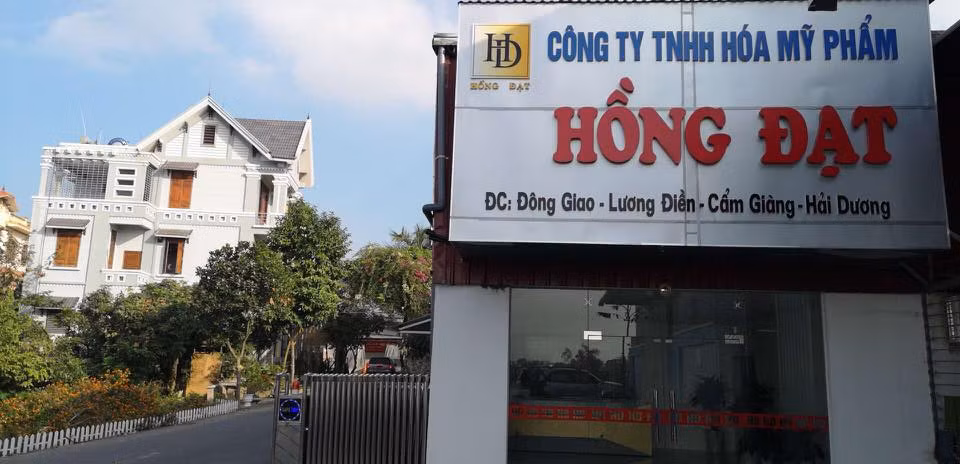 HD
HỒNG ĐẠT
CÔNG TY TNHH HÓA MỸ PHẨM
HỒNG ĐẠT
ĐC: Đông Giao - Lương Điền - Cẩm Giàng - Hải Dương